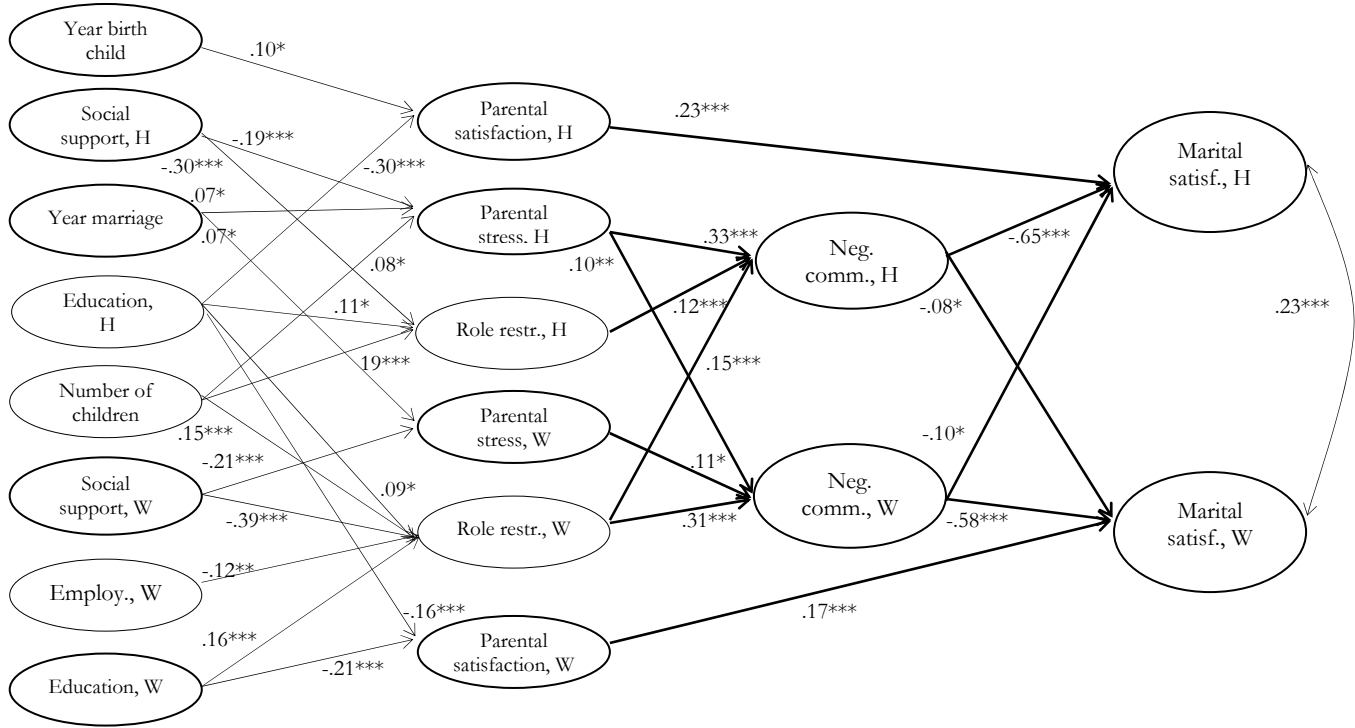 Year birth
child
.10*
Social
support, H
-.19***
-.30***
Parental
satisfaction, H
.23***
-.30***
Marital
satisf., H
Year marriage
.07*
.07*
Parental
stress, H
.33***
.10**
Neg.
comm., H
-.65***
-.08*
Education,
H
.08*
.11*
Role restr., H
.12***
.23***
19***
.15***
Number of
children
.15***
Parental
stress, W
.11*
-.10*
Social
support, W
-.21***
-.39***
.09*
Role restr., W
.31***
Neg.
comm., W
-.58***
Marital
satisf., W
Employ., W
-.12**
.16***
-.16***
.17***
Education, W
-.21***
Parental
satisfaction, W